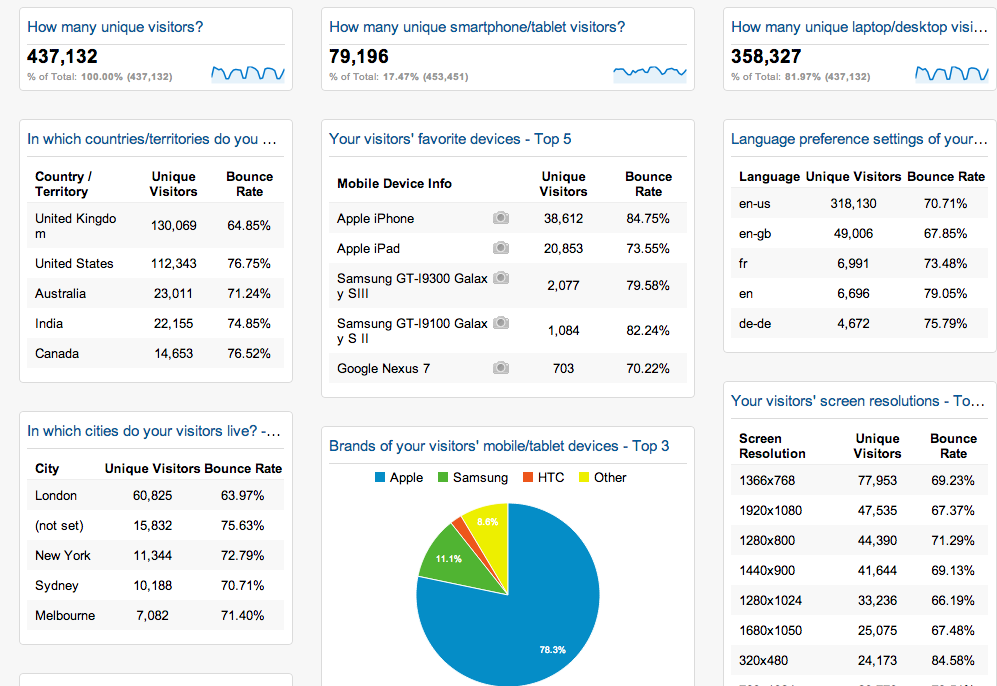 How many unique visitors?
437,132
% of Total: 100.00% (437,132)
How many unique smartphone/tablet visitors?
79,196
% of Total: 17.47% (453,451)
How many unique laptop/desktop visi...
358,327
% of Total: 81.97% (437,132)
In which countries/territories do you ...
Country / Unique Bounce
Territory Visitors Rate
United Kingdo
m 130,069 64.85%
United States 112,343 76.75%
Australia 23,011 71.24%
India 22,155 74.85%
Canada 14,653 76.52%
In which cities do your visitors live? -...
City Unique Visitors Bounce Rate
London 60,825 63.97%
(not set) 15,832 75.63%
New York 11,344 72.79%
Sydney 10,188 70.71%
Melbourne 7,082 71.40%
Your visitors' favorite devices - Top 5
Mobile Device Info Unique Bounce
Visitors Rate
Apple iPhone 38,612 84.75%
Apple iPad 20,853 73.55%
Samsung GT-I9300 Galax
y SIII 2,077 79.58%
Samsung GT-I9100 Galax
y S II 1,084 82.24%
Google Nexus 7 703 70.22%
Brands of your visitors' mobile/tablet devices - Top 3
Apple Samsung HTC Other
8.6%
11.1%
78.3%
Language preference settings of your...
Language Unique Visitors Bounce Rate
en-us 318,130 70.71%
en-gb 49,006 67.85%
fr 6,991 73.48%
en 6,696 79.05%
de-de 4,672 75.79%
Your visitors' screen resolutions - To...
Screen Unique Bounce
Resolution Visitors Rate
1366x768 77,953 69.23%
1920x1080 47,535 67.37%
1280x800 44,390 71.29%
1440x900 41,644 69.13%
1280x1024 33,236 66.19%
1680x1050 25,075 67.48%
320x480 24,173 84.58%